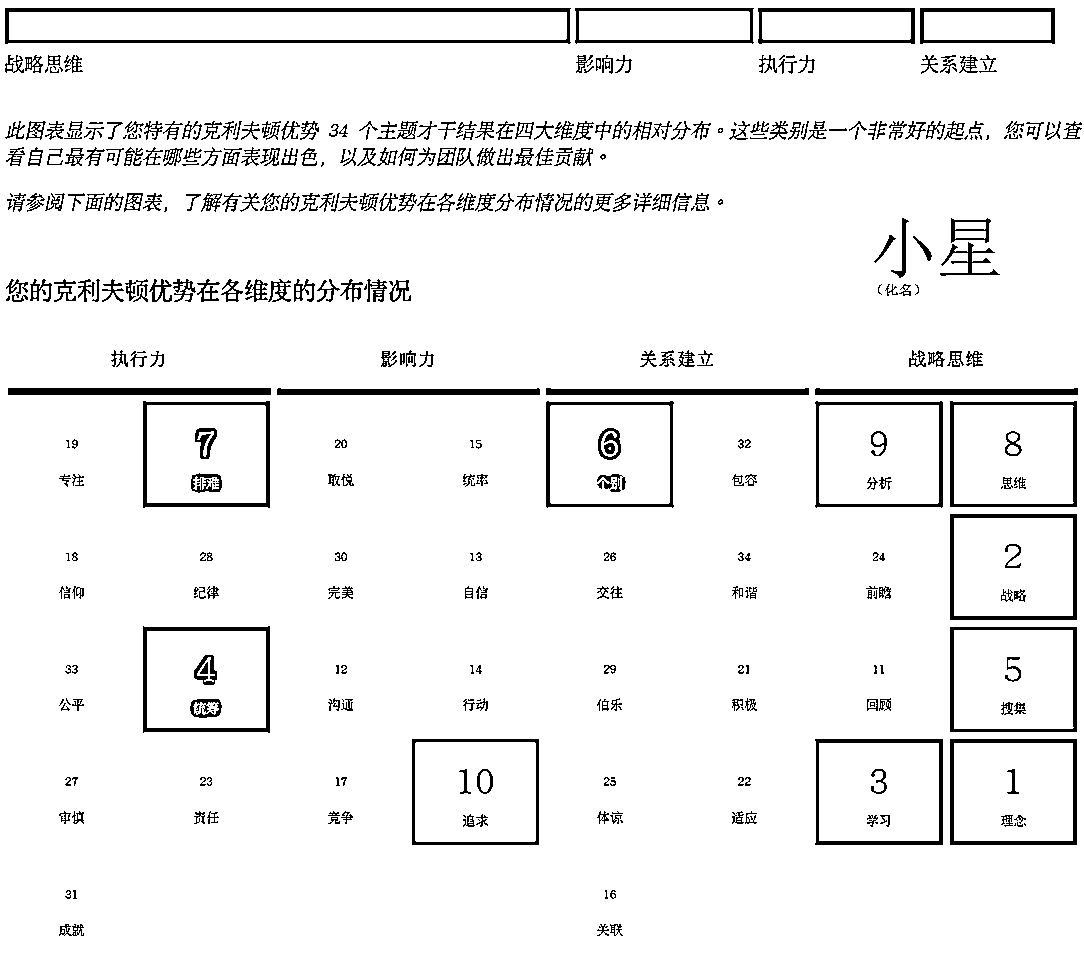 战略思维 影响力 执行力 关系建立
此图表显示了您特有的克利夫顿优势 34 个主题才干结果在四大维度中的相对分布。这些类别是一个非常好的起点，您可以查
看自己最有可能在哪些方面表现出色，以及如何为团队做出最佳贡献。
请参阅下面的图表，了解有关您的克利夫顿优势在各维度分布情况的更多详细信息。
小星
（化名）
您的克利夫顿优势在各维度的分布情况
执行力 影响力 关系建立 战略思维
19 7 20 15 6 32 9 8
专注 排难 取悦 统率 个别 包容 分析 思维
18 28 30 13 26 34 24 2
信仰 纪律 完美 自信 交往 和谐 前瞻 战略
33 4 12 14 29 21 11 5
公平 统筹 沟通 行动 伯乐 积极 回顾 搜集
27 23 17 10 25 22 3 1
审慎 责任 竞争 追求 体谅 适应 学习 理念
31 16
成就 关联